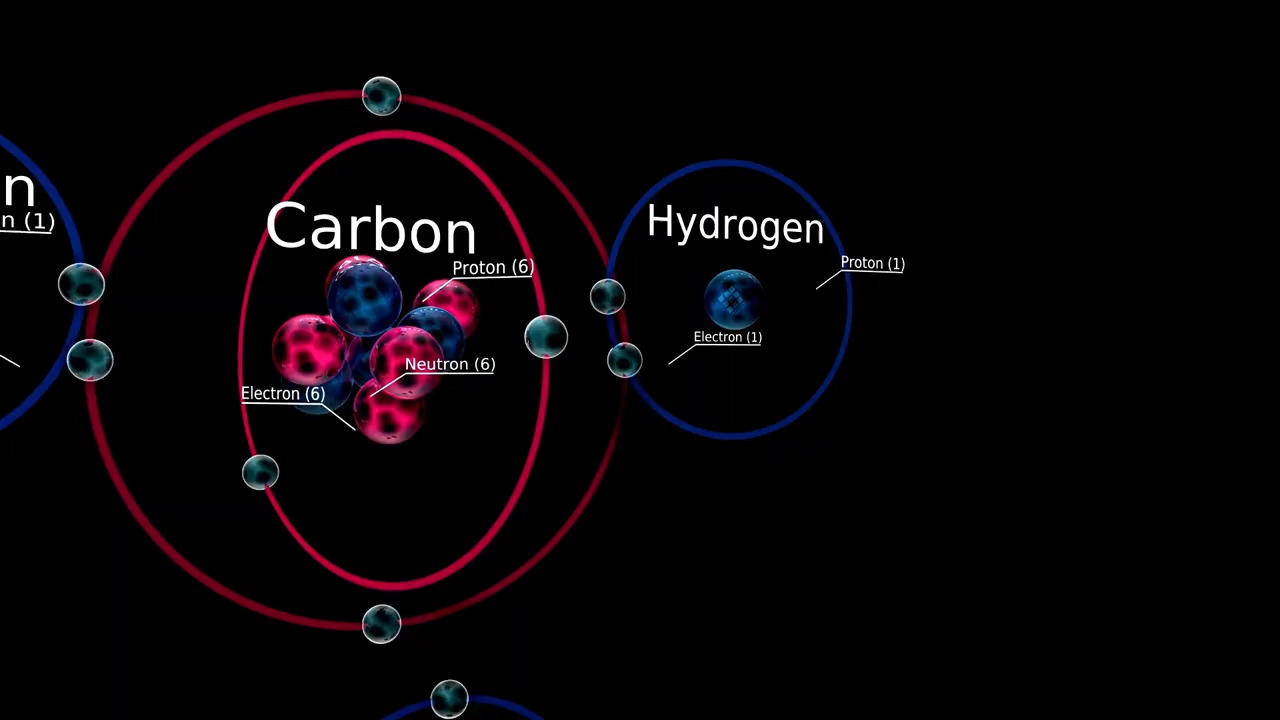 n
n (1)
Carbon
Proton (6)
Neutron (6)
Electron (6)
Hydrogen
Proton (1)
Electron (1)